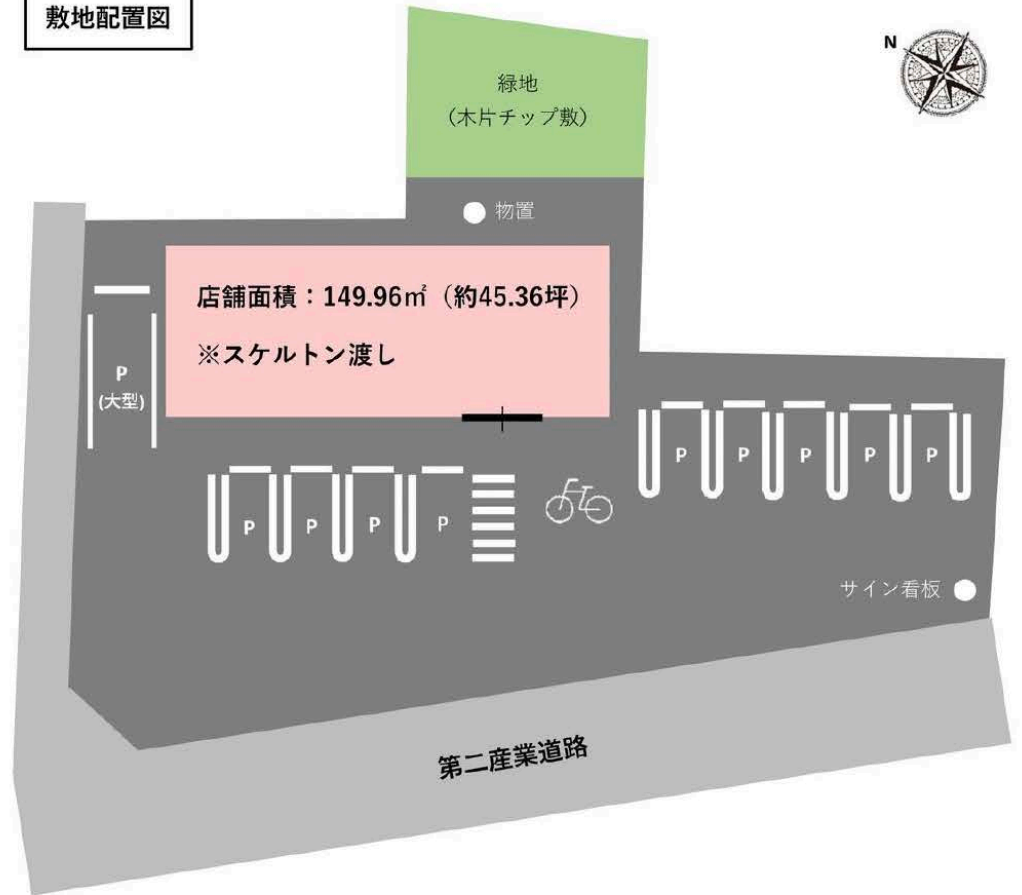 敷地配置図
N
緑地
（木片チップ敷）
物置
店舗面積：149.96㎡（約45.36坪）
※スケルトン渡し
P
(大型)
P
P
P
P
P
P
P
P
P
サイン看板
第二産業道路